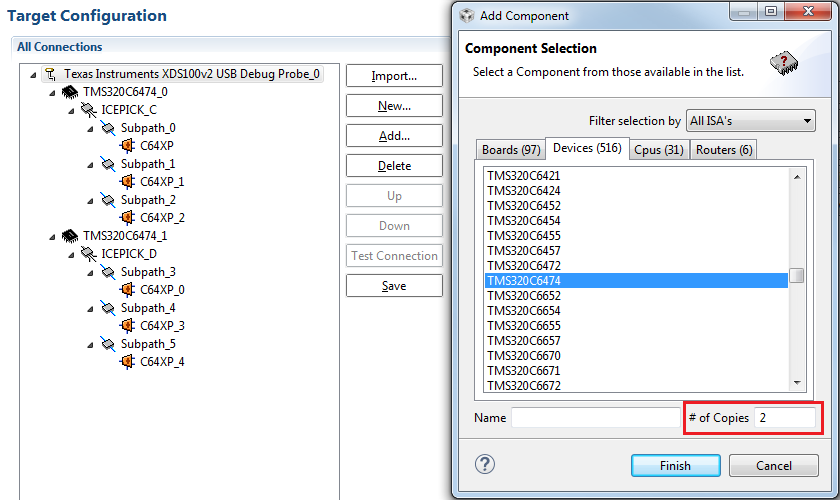 Target Configuration
All Connections
Texas Instruments XDS100v2 USB Debug Probe_0
TMS320C6474_0
ICEPICK_C
Subpath_0
C64XP
Subpath_1
C64XP_1
Subpath_2
C64XP_2
TMS320C6474_1
ICEPICK_D
Subpath_3
C64XP_0
Subpath_4
C64XP_3
Subpath_5
C64XP_4
Import...
New...
Add...
Delete
Up
Down
Test Connection
Save
Add Component
Component Selection
Select a Component from those available in the list.
Filter selection by All ISA's
Boards (97) Devices (516) Cpus (31) Routers (6)
TMS320C6421
TMS320C6424
TMS320C6452
TMS320C6454
TMS320C6455
TMS320C6457
TMS320C6472
TMS320C6474
TMS320C6652
TMS320C6654
TMS320C6655
TMS320C6657
TMS320C6670
TMS320C6671
TMS320C6672
Name # of Copies 2
? Finish Cancel